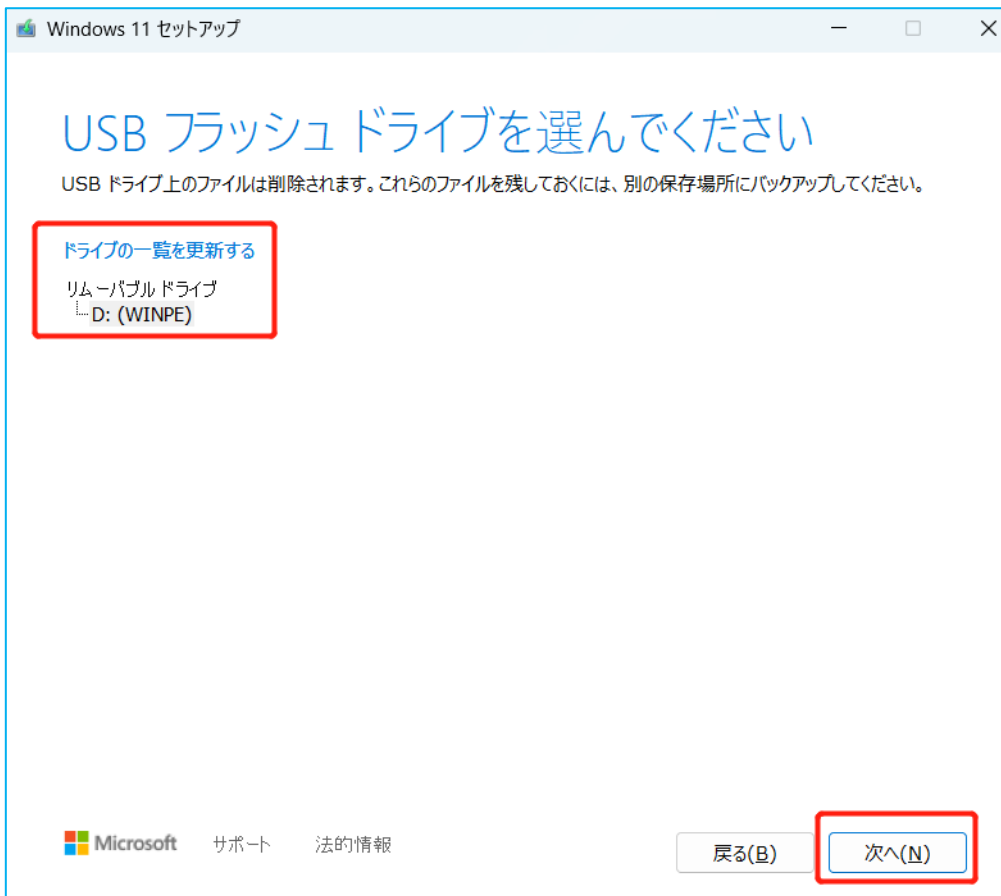 Windows 11 セットアップ
USB フラッシュ ドライブを選んでください
USB ドライブ上のファイルは削除されます。これらのファイルを残しておくには、別の保存場所にバックアップしてください。
ドライブの一覧を更新する
リムーバブル ドライブ
D: (WINPE)
Microsoft サポート 法的情報 戻る(B) 次へ(N)